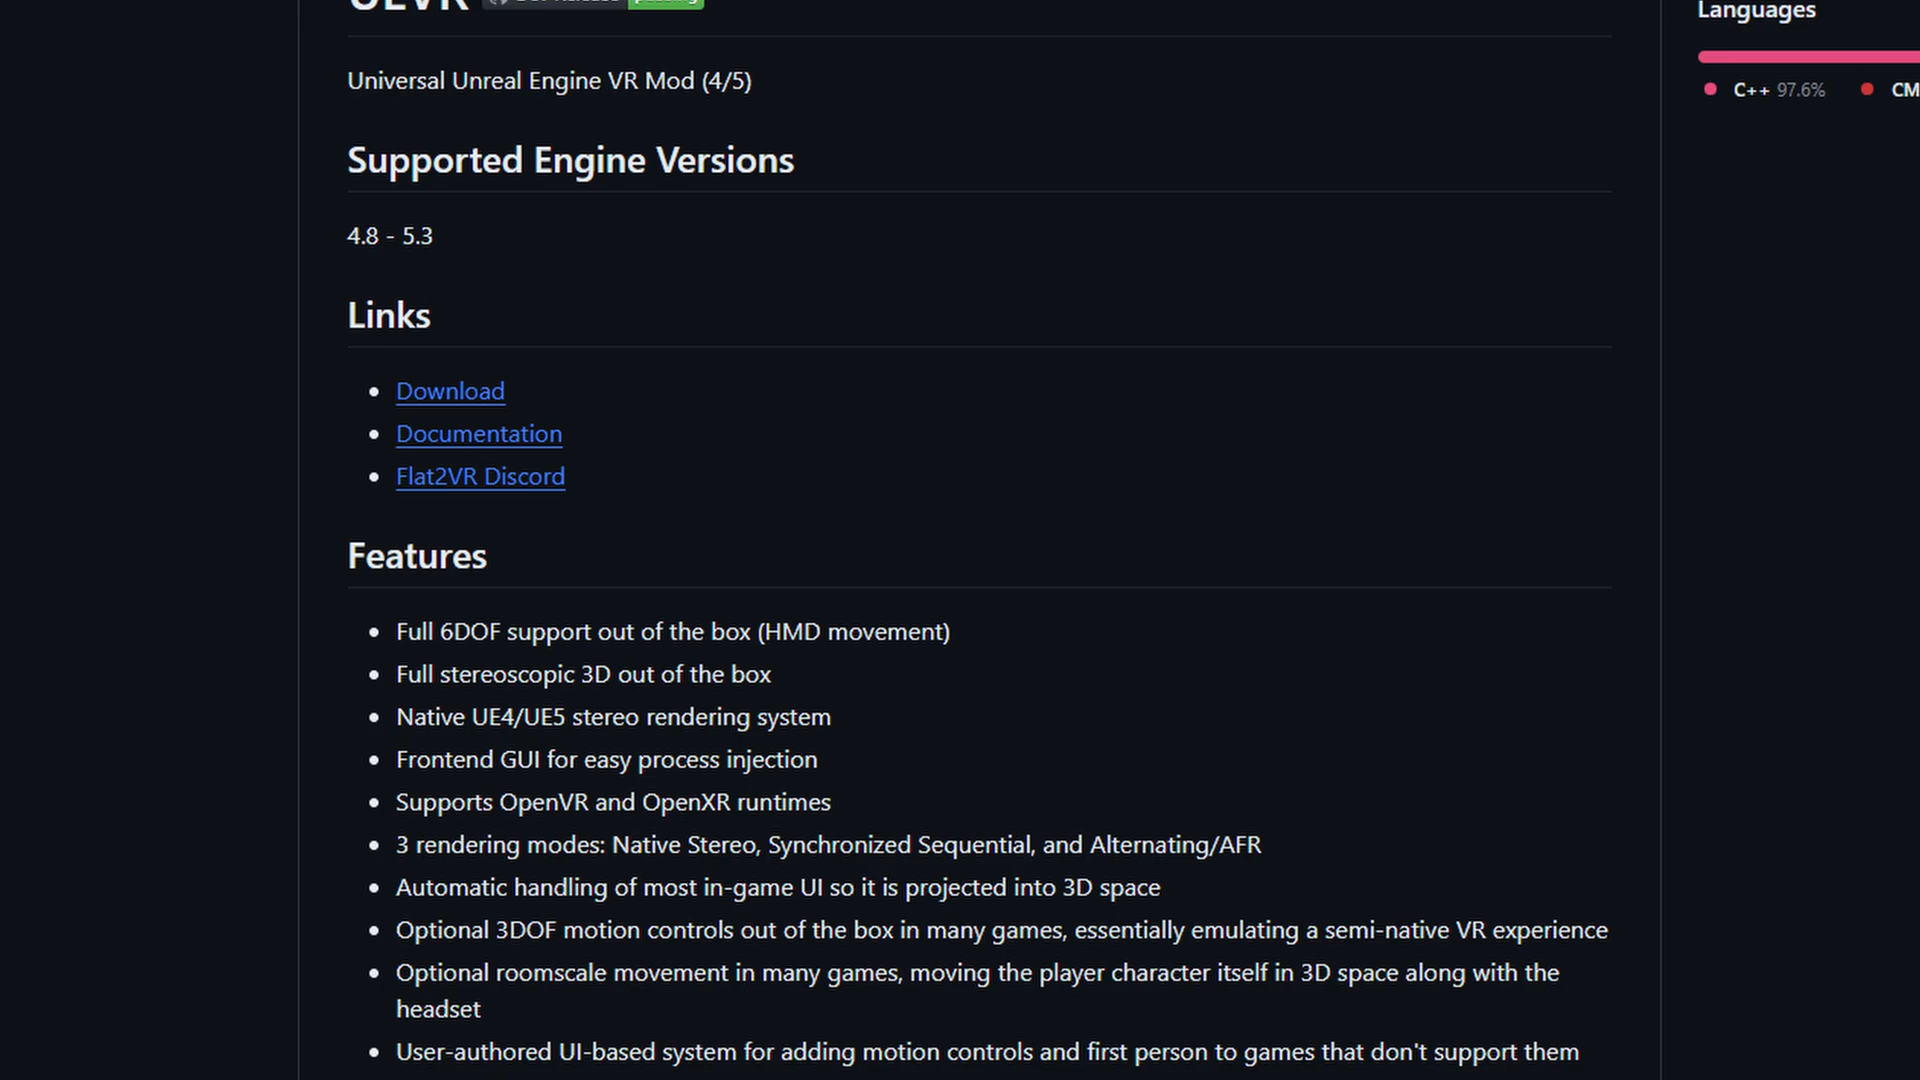 UEVR
passing
Languages
Universal Unreal Engine VR Mod (4/5)
C++ 97.6%
CM
Supported Engine Versions
4.8 - 5.3
Links
Download
Documentation
Flat2VR Discord
Features
Full 6DOF support out of the box (HMD movement)
Full stereoscopic 3D out of the box
Native UE4/UE5 stereo rendering system
Frontend GUI for easy process injection
Supports OpenVR and OpenXR runtimes
3 rendering modes: Native Stereo, Synchronized Sequential, and Alternating/AFR
Automatic handling of most in-game UI so it is projected into 3D space
Optional 3DOF motion controls out of the box in many games, essentially emulating a semi-native VR experience
Optional roomscale movement in many games, moving the player character itself in 3D space along with the
headset
User-authored UI-based system for adding motion controls and first person to games that don't support them